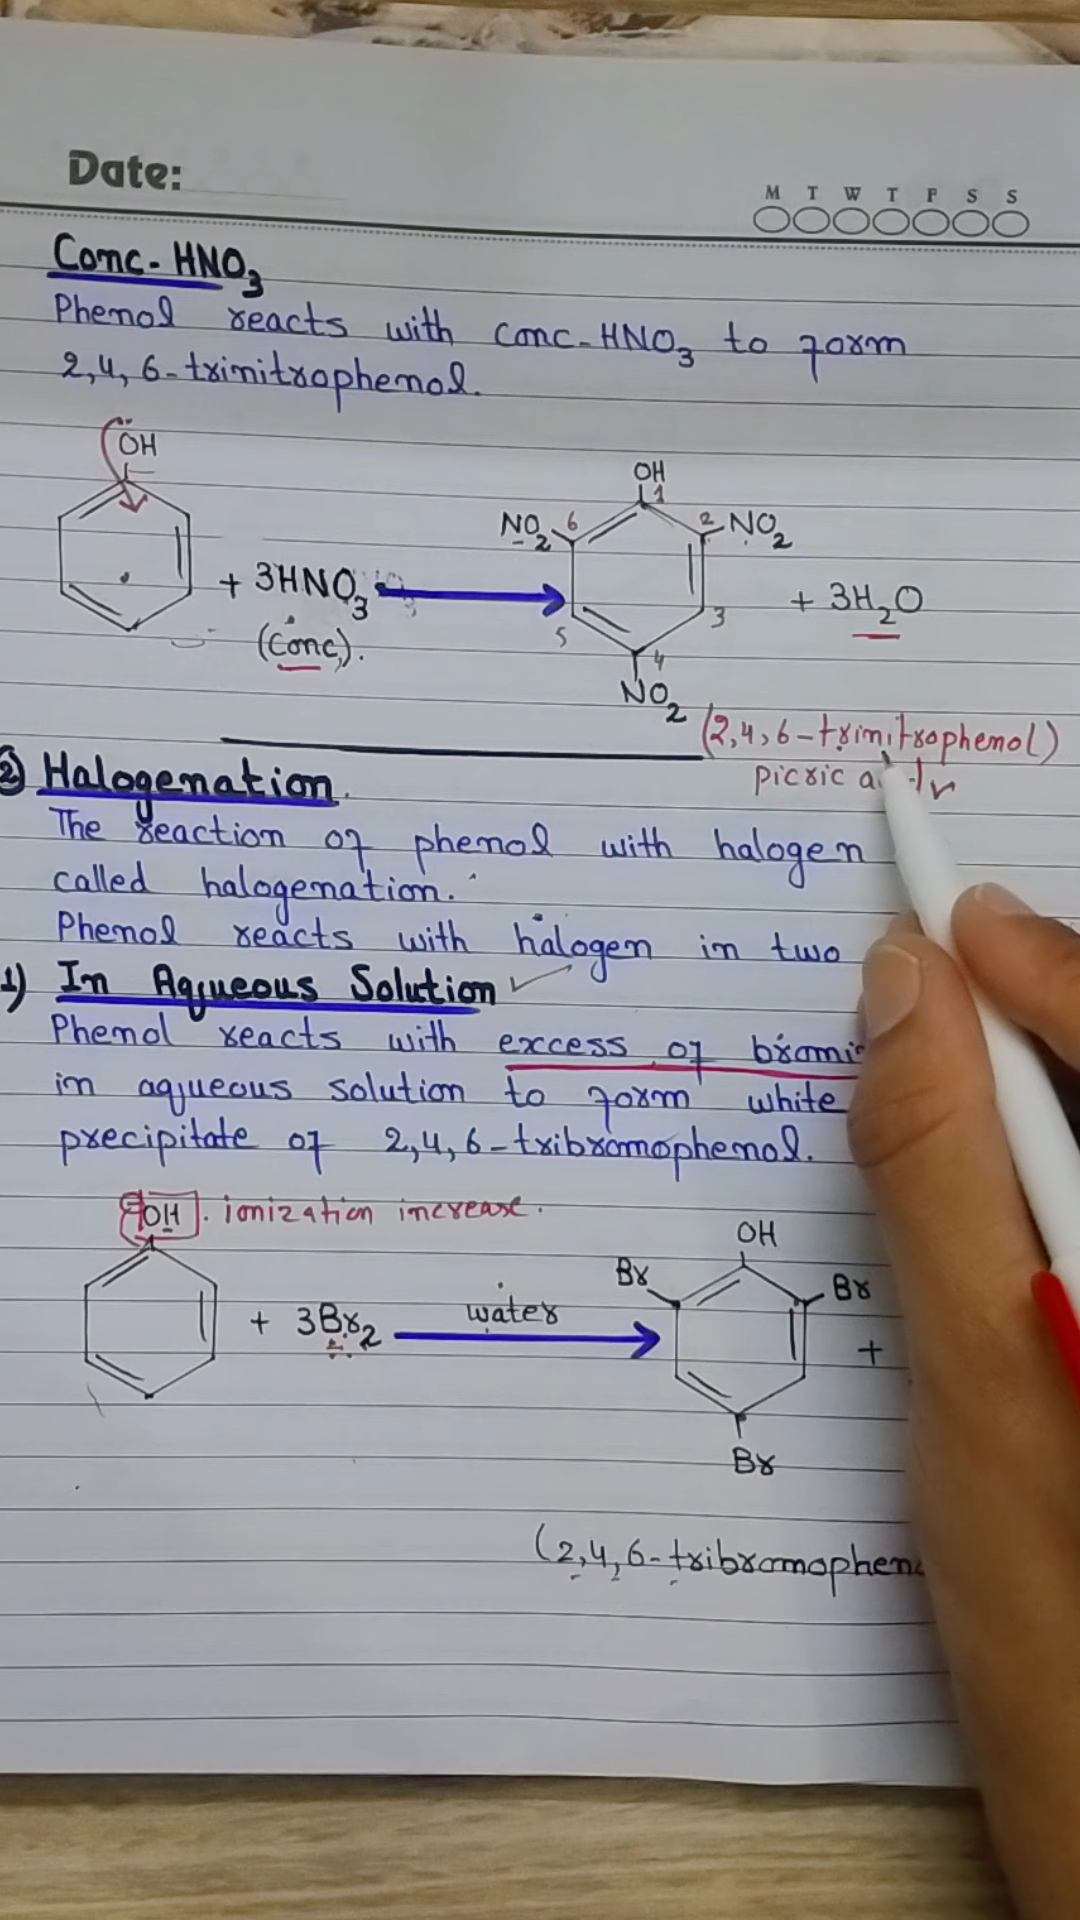 Date:
M T W T F S S
Conc-HNO3
Phenol reacts with conc-HNO3 to form
2,4,6-trinitrophenol.
ÖH
OH
1
NO2 6 2 NO2
+ 3HNO3 + 3H2O
5 3
(Conc).
4
NO2
(2,4,6-trinitrophenol)
picric
2) Halogenation.
The reaction of phenol with halogen
called halogenation.
Phenol reacts with halogen in two
1) In Aqueous Solution ✓
Phenol reacts with excess of
in aqueous solution to form white
precipitate of 2,4,6-tribromophenol.
OH . ionization increase.
OH
Br Br
+ 3Br2 water +
Br
(2,4,6-